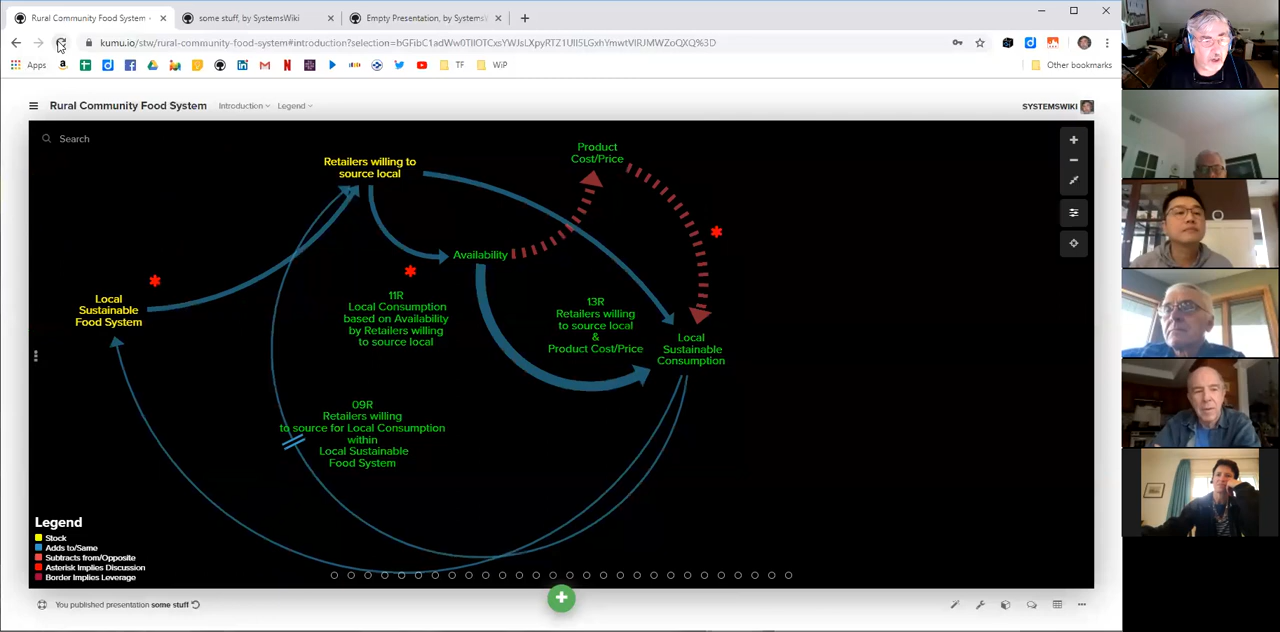 Rural Community Food System -
some stuff, by SystemsWiki
Empty Presentation, by Systems
Apps
TF
WiP
Other bookmarks
Rural Community Food System
Introduction
Legend
SYSTEMSWIKI
Search
Retailers willing to
source local
Product
Cost/Price
Availability
Local
Sustainable
Food System
11R
Local Consumption
based on Availability
by Retailers willing
to source local
13R
Retailers willing
to source local
&
Product Cost/Price
Local
Sustainable
Consumption
09R
Retailers willing
to source for Local Consumption
within
Local Sustainable
Food System
Legend
Stock
Adds to/Same
Subtracts from/Opposite
Asterisk Implies Discussion
Border Implies Leverage
You published presentation some stuff